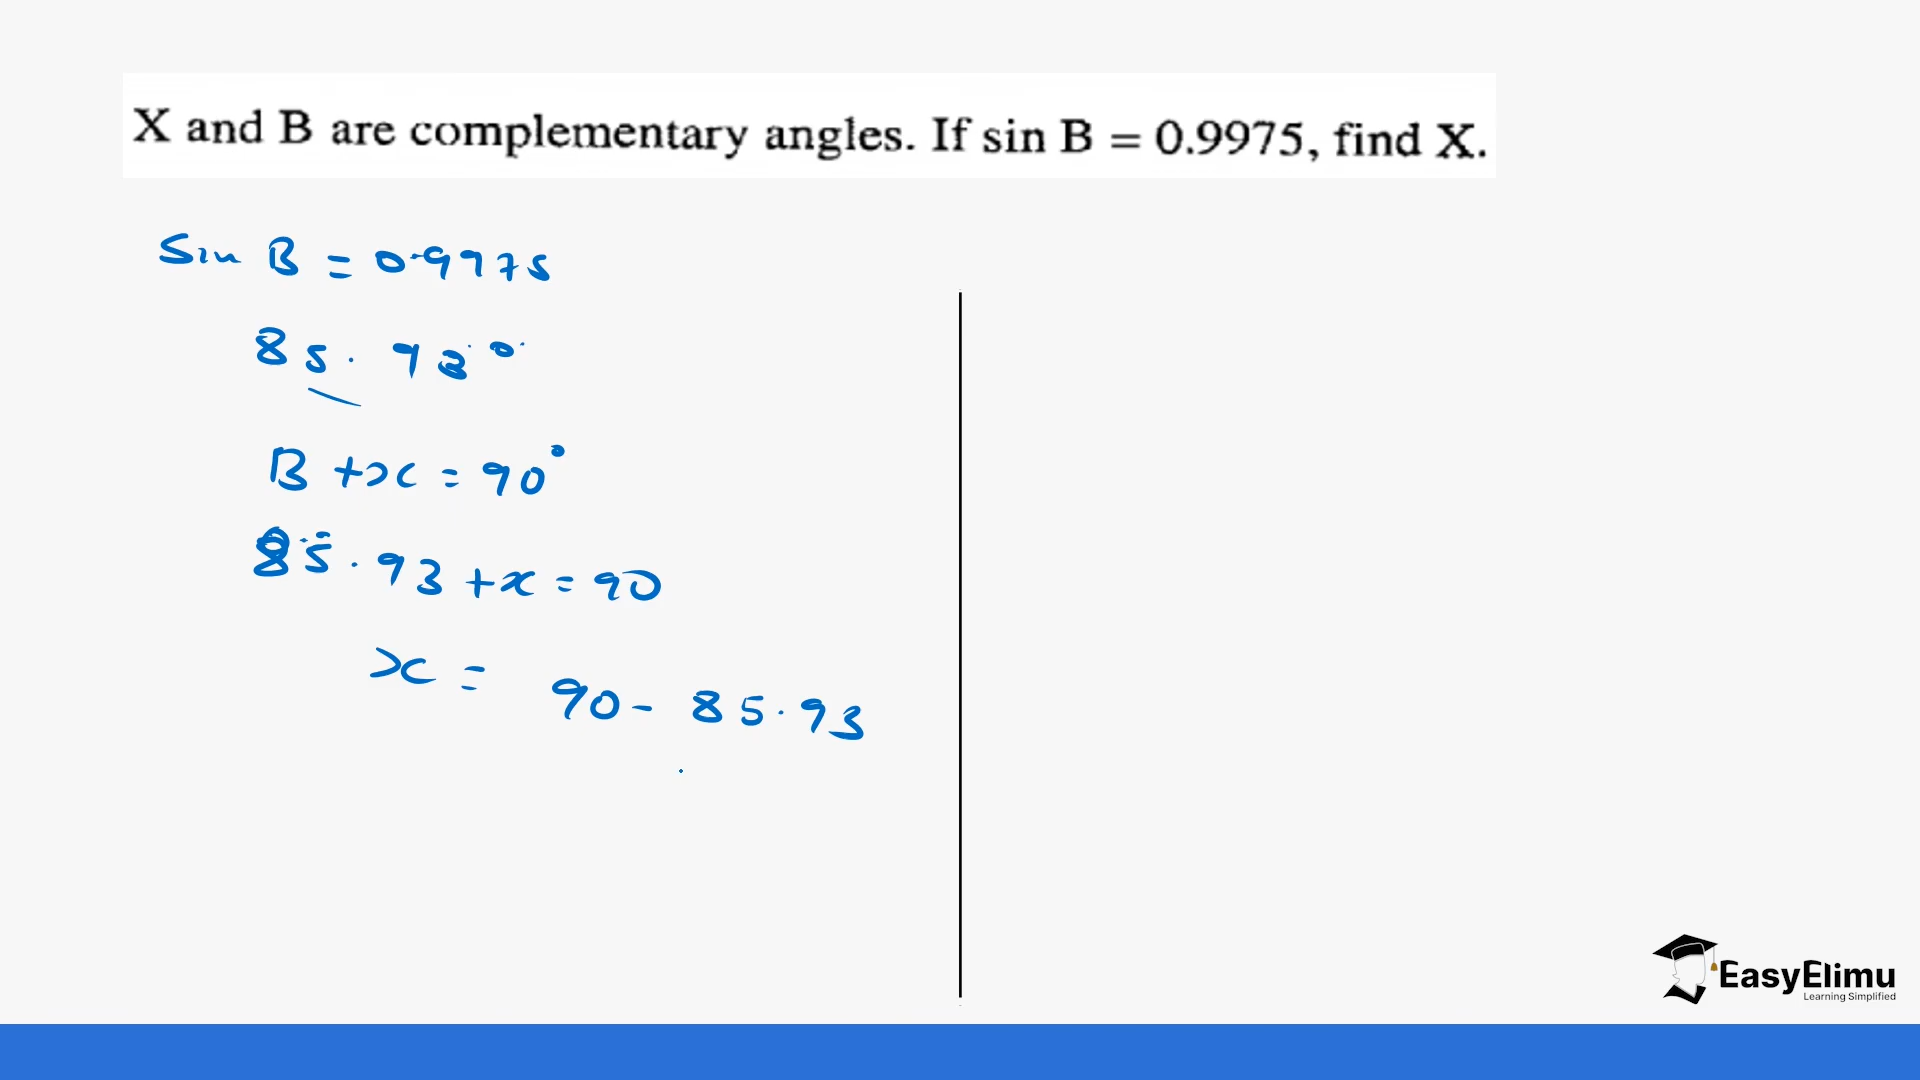 X and B are complementary angles. If sin B = 0.9975, find X.
Sin B = 0.9975
85.93°
B + x = 90°
85.93 + x = 90
x = 90 - 85.93
EasyElimu
Learning Simplified